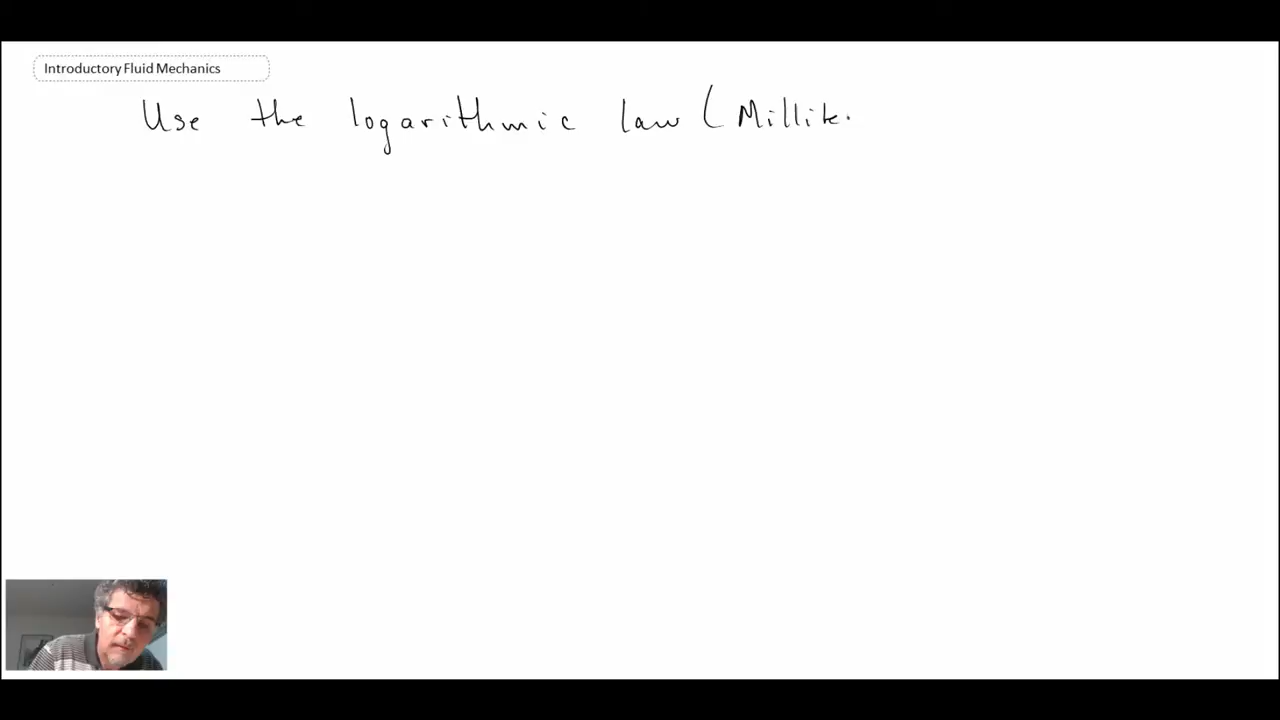 Introductory Fluid Mechanics
Use the logarithmic law (Millik.